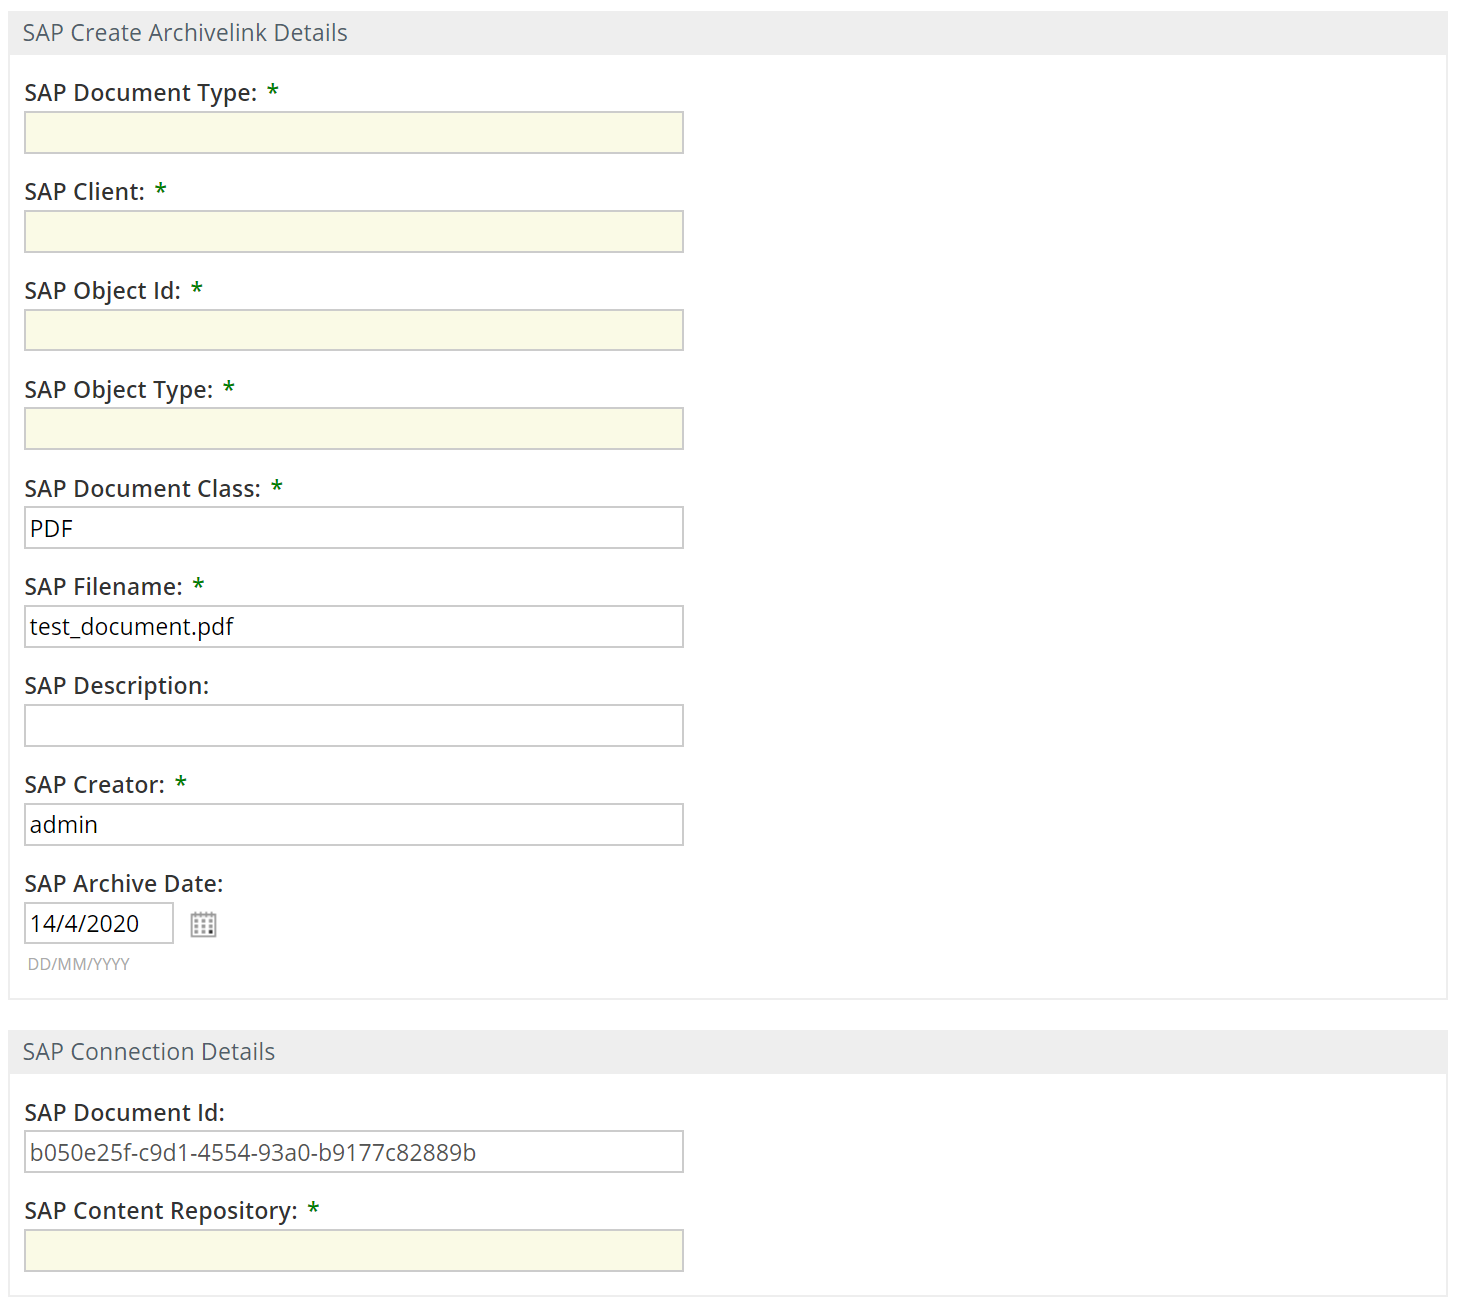 SAP Create Archivelink Details
SAP Document Type: *
SAP Client: *
SAP Object Id: *
SAP Object Type: *
SAP Document Class: *
PDF
SAP Filename: *
test_document.pdf
SAP Description:
SAP Creator: *
admin
SAP Archive Date:
14/4/2020
DD/MM/YYYY
SAP Connection Details
SAP Document Id:
b050e25f-c9d1-4554-93a0-b9177c82889b
SAP Content Repository: *